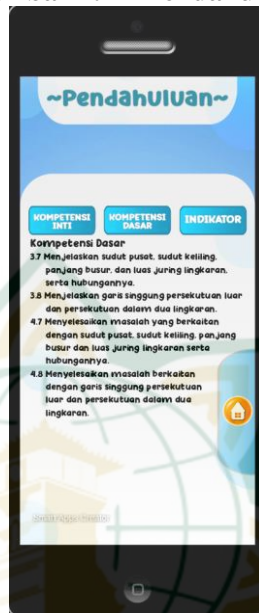 ~Pendahuluan~
KOMPETENSI INTI
KOMPETENSI DASAR
INDIKATOR
Kompetensi Dasar
3.7 Menjelaskan sudut pusat, sudut keliling,
panjang busur, dan luas juring lingkaran,
serta hubungannya.
3.8 Menjelaskan garis singgung persekutuan luar
dan persekutuan dalam dua lingkaran.
4.7 Menyelesaikan masalah yang berkaitan
dengan sudut pusat, sudut keliling, panjang
busur dan luas juring lingkaran serta
hubungannya.
4.8 Menyelesaikan masalah berkaitan
dengan garis singgung persekutuan
luar dan persekutuan dalam dua
lingkaran.
Smart Apps Creator